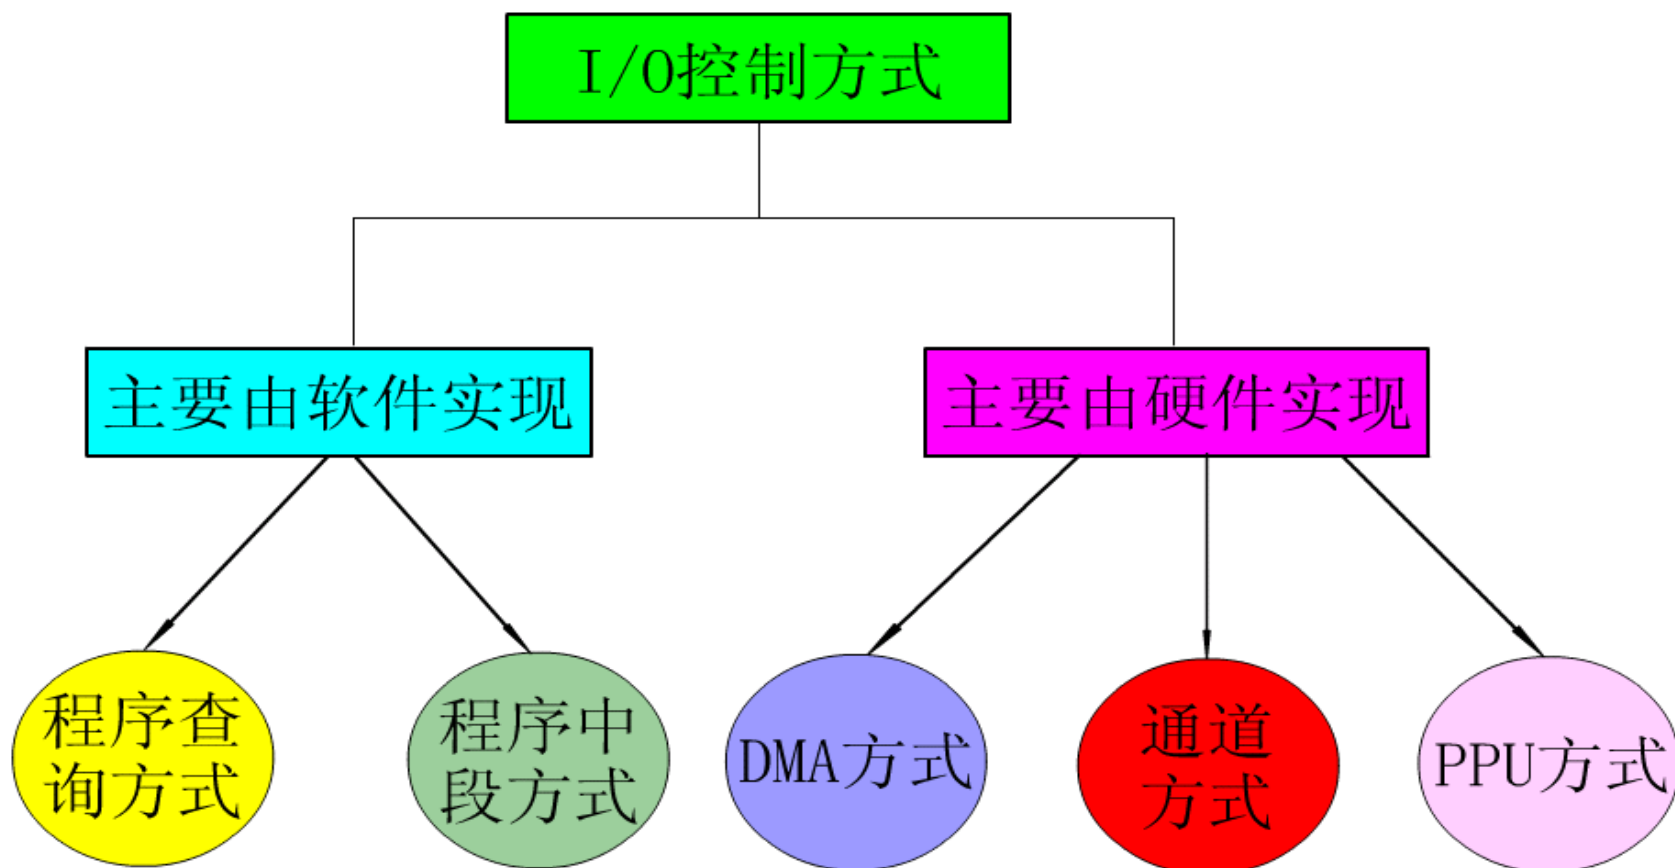 I/O控制方式
主要由软件实现
主要由硬件实现
程序查
询方式
程序中
段方式
DMA方式
通道
方式
PPU方式